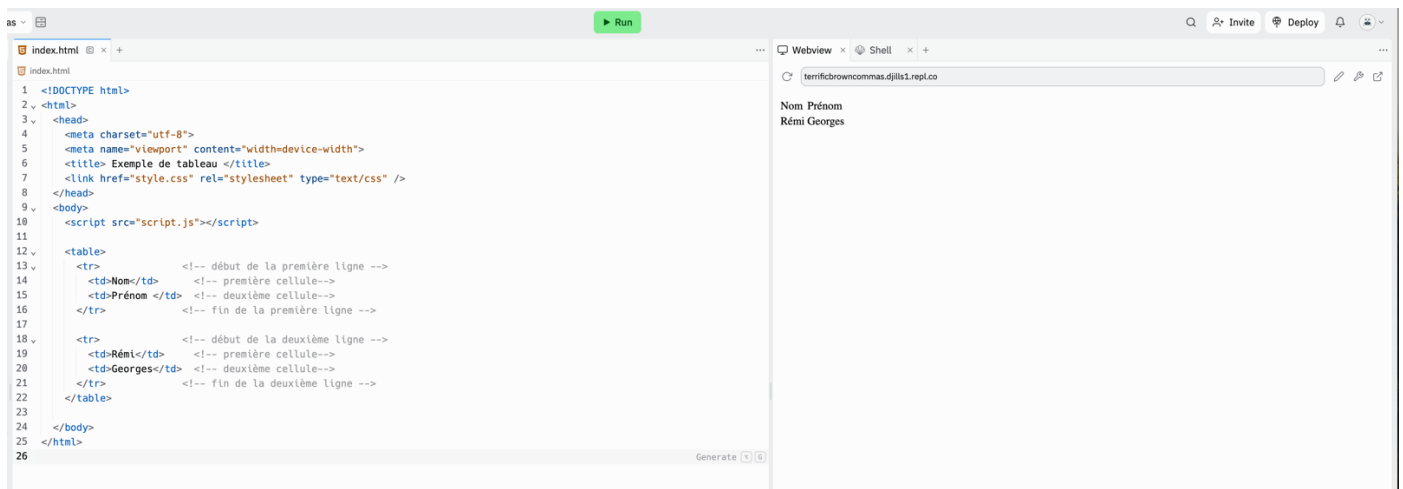 as
Run
Invite
Deploy
index.html
index.html
1 <!DOCTYPE html>
2 <html>
3 <head>
4 <meta charset="utf-8">
5 <meta name="viewport" content="width=device-width">
6 <title> Exemple de tableau </title>
7 <link href="style.css" rel="stylesheet" type="text/css" />
8 </head>
9 <body>
10 <script src="script.js"></script>
11
12 <table>
13 <tr> <!-- début de la première ligne -->
14 <td>Nom</td> <!-- première cellule-->
15 <td>Prénom </td> <!-- deuxième cellule-->
16 </tr> <!-- fin de la première ligne -->
17
18 <tr> <!-- début de la deuxième ligne -->
19 <td>Rémi</td> <!-- première cellule-->
20 <td>Georges</td> <!-- deuxième cellule-->
21 </tr> <!-- fin de la deuxième ligne -->
22 </table>
23
24 </body>
25 </html>
26
Generate G
Webview Shell
terrificbrowncommas.djills1.repl.co
Nom Prénom
Rémi Georges